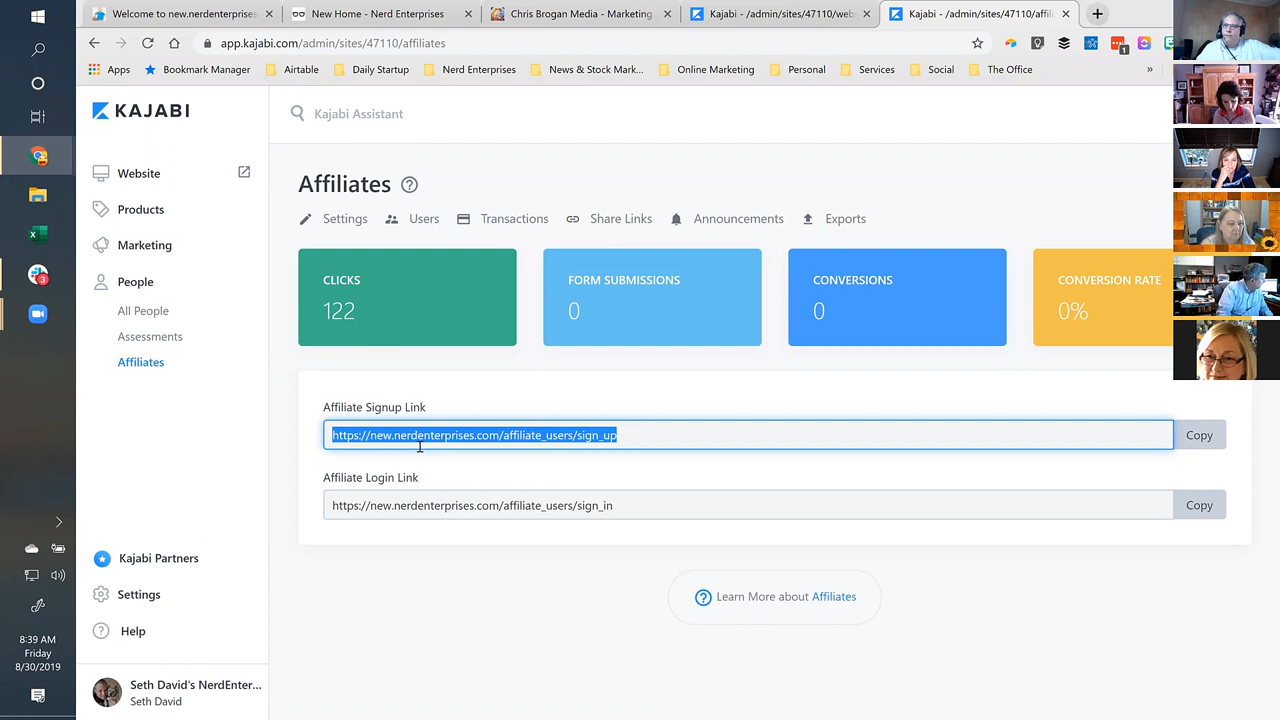 Welcome to new.nerdenterprises
New Home - Nerd Enterprises
Chris Brogan Media - Marketing
Kajabi - /admin/sites/47110/web
Kajabi - /admin/sites/47110/affil
app.kajabi.com/admin/sites/47110/affiliates
1
Apps
Bookmark Manager
Airtable
Daily Startup
Nerd
Stock Mark...
Online Market
Services
Social
Office
KAJABI
Kajabi Assistant
Website
Products
Marketing
People
All People
Assessments
Affiliates
Affiliates
Settings
Users
Transactions
Share Links
Announcements
Exports
CLICKS
122
FORM SUBMISSIONS
0
CONVERSIONS
0
CONVERSION RATE
0%
Affiliate Signup Link
https://new.nerdenterprises.com/affiliate_users/sign_up
Copy
Affiliate Login Link
https://new.nerdenterprises.com/affiliate_users/sign_in
Copy
Learn More about Affiliates
Kajabi Partners
Settings
Help
Seth David's NerdEnter...
Seth David
3
8:39 AM
Friday
8/30/2019